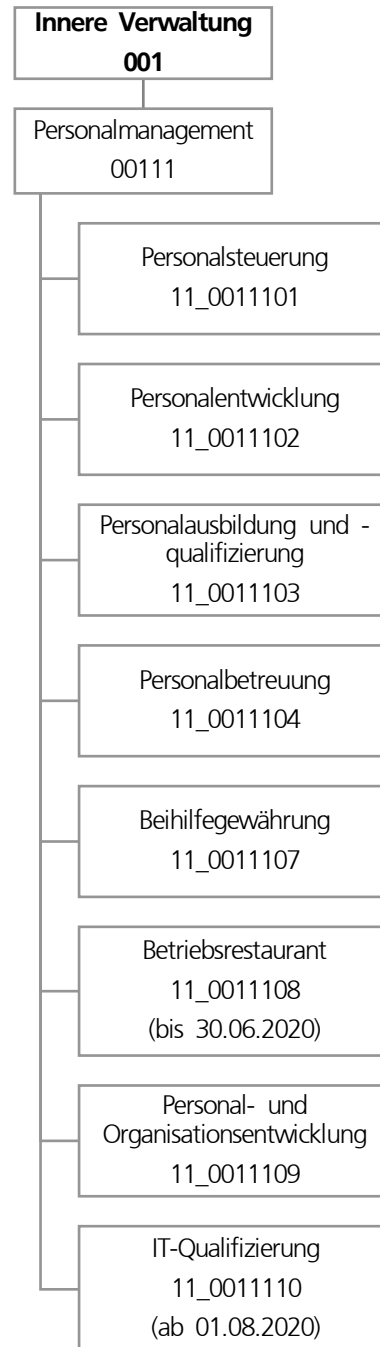 Innere Verwaltung
001
Personalmanagement
00111
Personalsteuerung
11_0011101
Personalentwicklung
11_0011102
Personalausbildung und -
qualifizierung
11_0011103
Personalbetreuung
11_0011104
Beihilfegewährung
11_0011107
Betriebsrestaurant
11_0011108
(bis 30.06.2020)
Personal- und
Organisationsentwicklung
11_0011109
IT-Qualifizierung
11_0011110
(ab 01.08.2020)